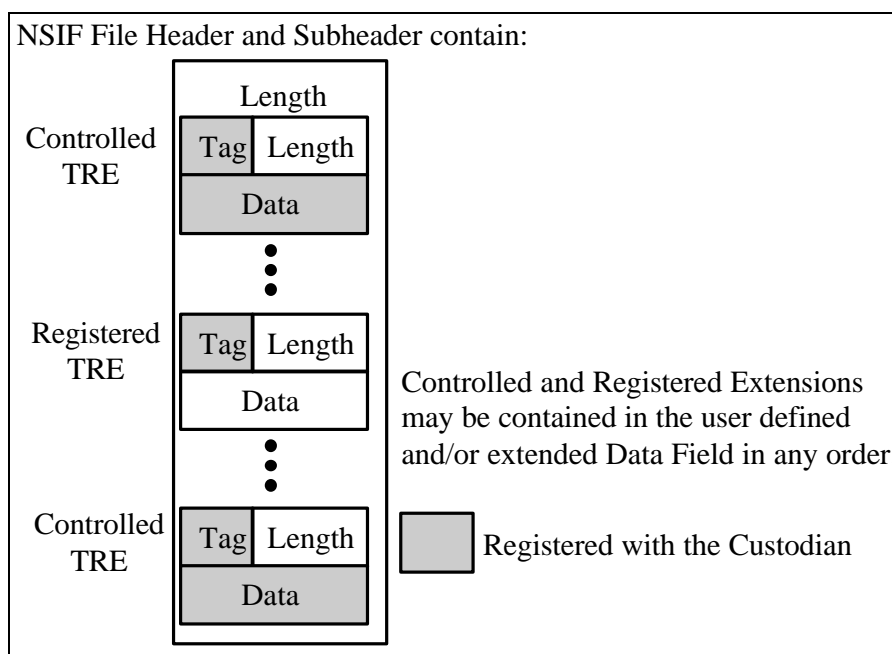 NSIF File Header and Subheader contain:
Length
Controlled
TRE
Tag Length
Data
Registered
TRE
Tag Length
Data
Controlled and Registered Extensions
may be contained in the user defined
and/or extended Data Field in any order
Controlled
TRE
Tag Length
Data
Registered with the Custodian